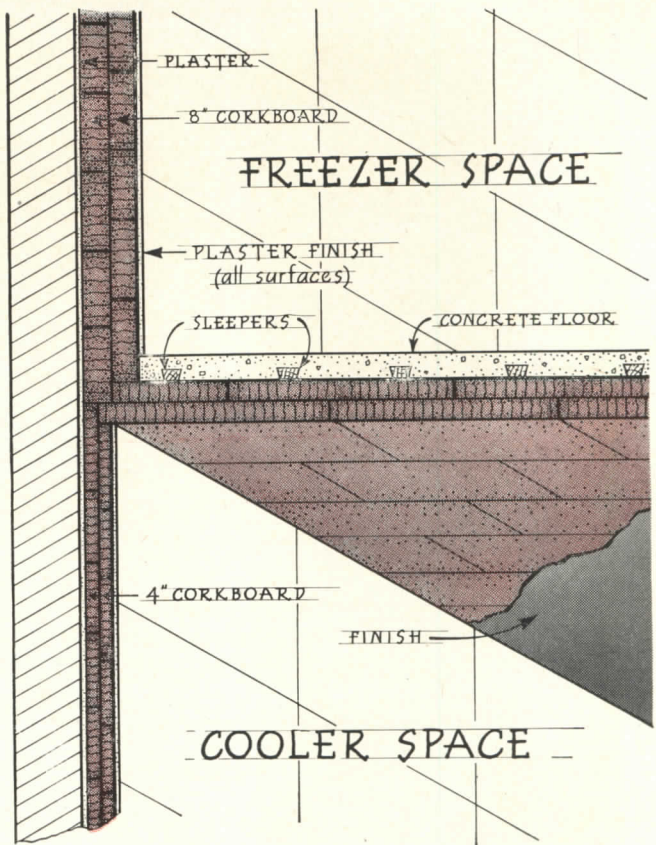 PLASTER
8" CORKBOARD
FREEZER SPACE
PLASTER FINISH
(all surfaces)
SLEEPERS
CONCRETE FLOOR
4" CORKBOARD
FINISH
COOLER SPACE